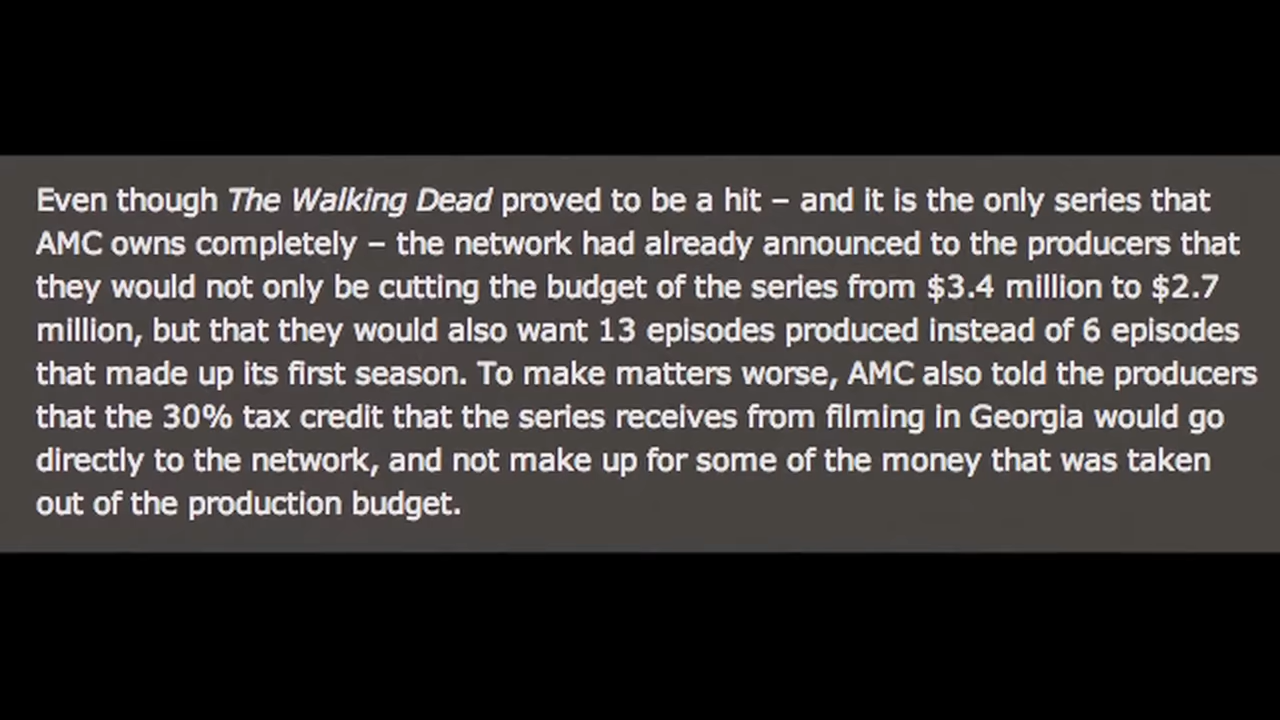 Even though The Walking Dead proved to be a hit – and it is the only series that
AMC owns completely – the network had already announced to the producers that
they would not only be cutting the budget of the series from $3.4 million to $2.7
million, but that they would also want 13 episodes produced instead of 6 episodes
that made up its first season. To make matters worse, AMC also told the producers
that the 30% tax credit that the series receives from filming in Georgia would go
directly to the network, and not make up for some of the money that was taken
out of the production budget.